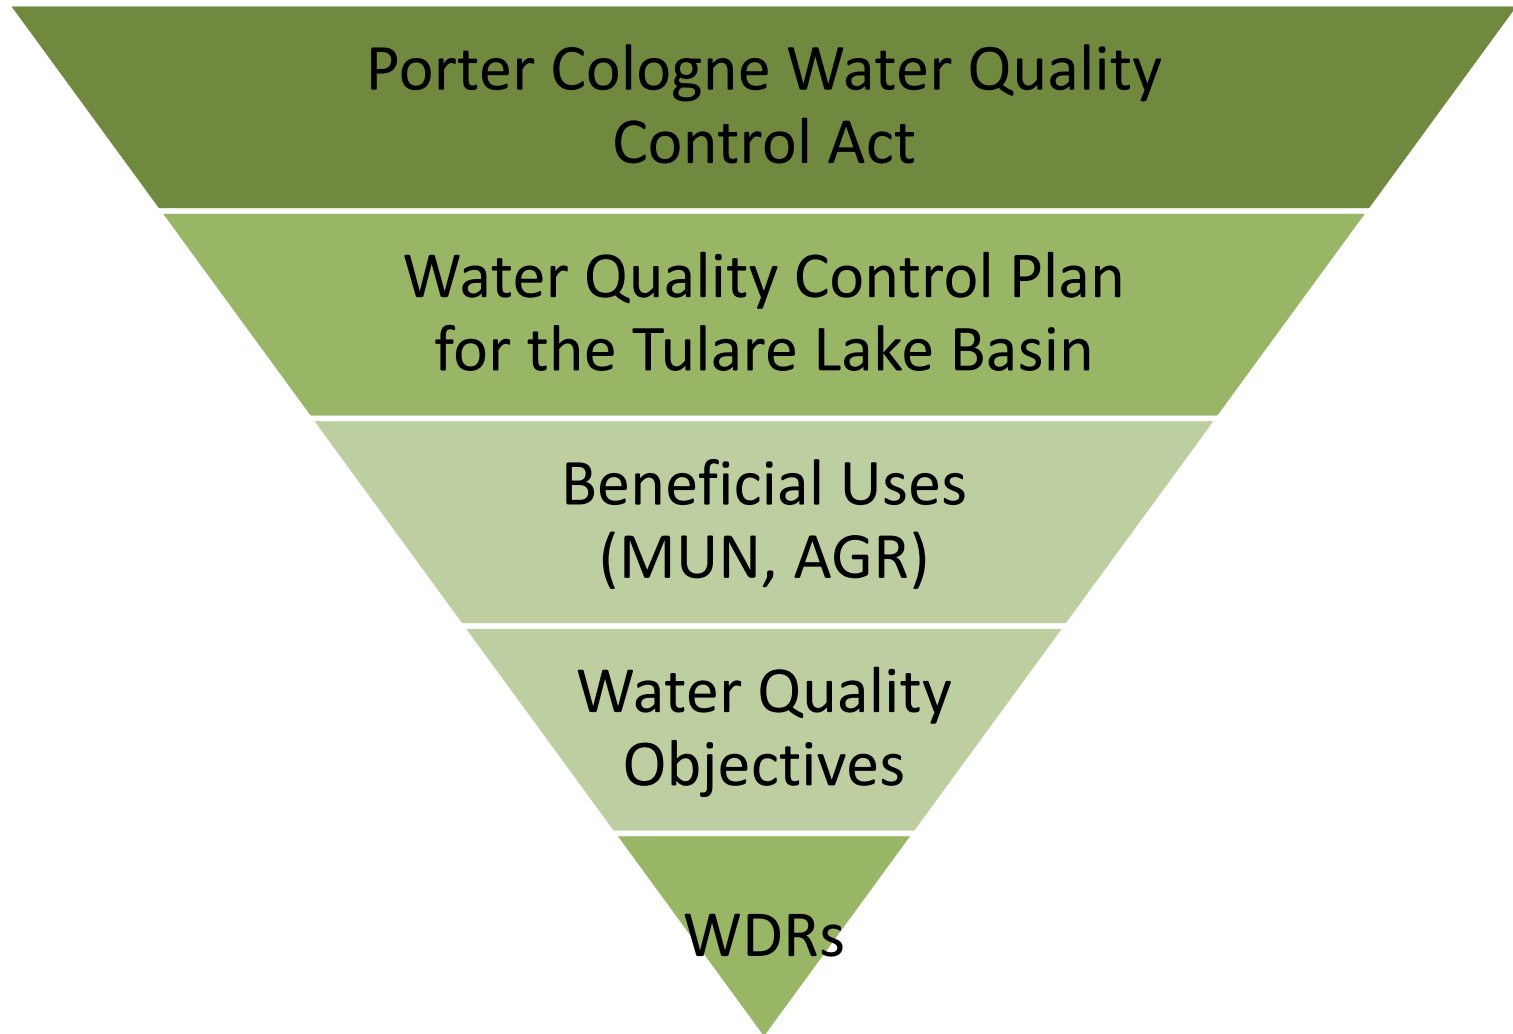 Porter Cologne Water Quality
Control Act
Water Quality Control Plan
for the Tulare Lake Basin
Beneficial Uses
(MUN, AGR)
Water Quality
Objectives
WDRs